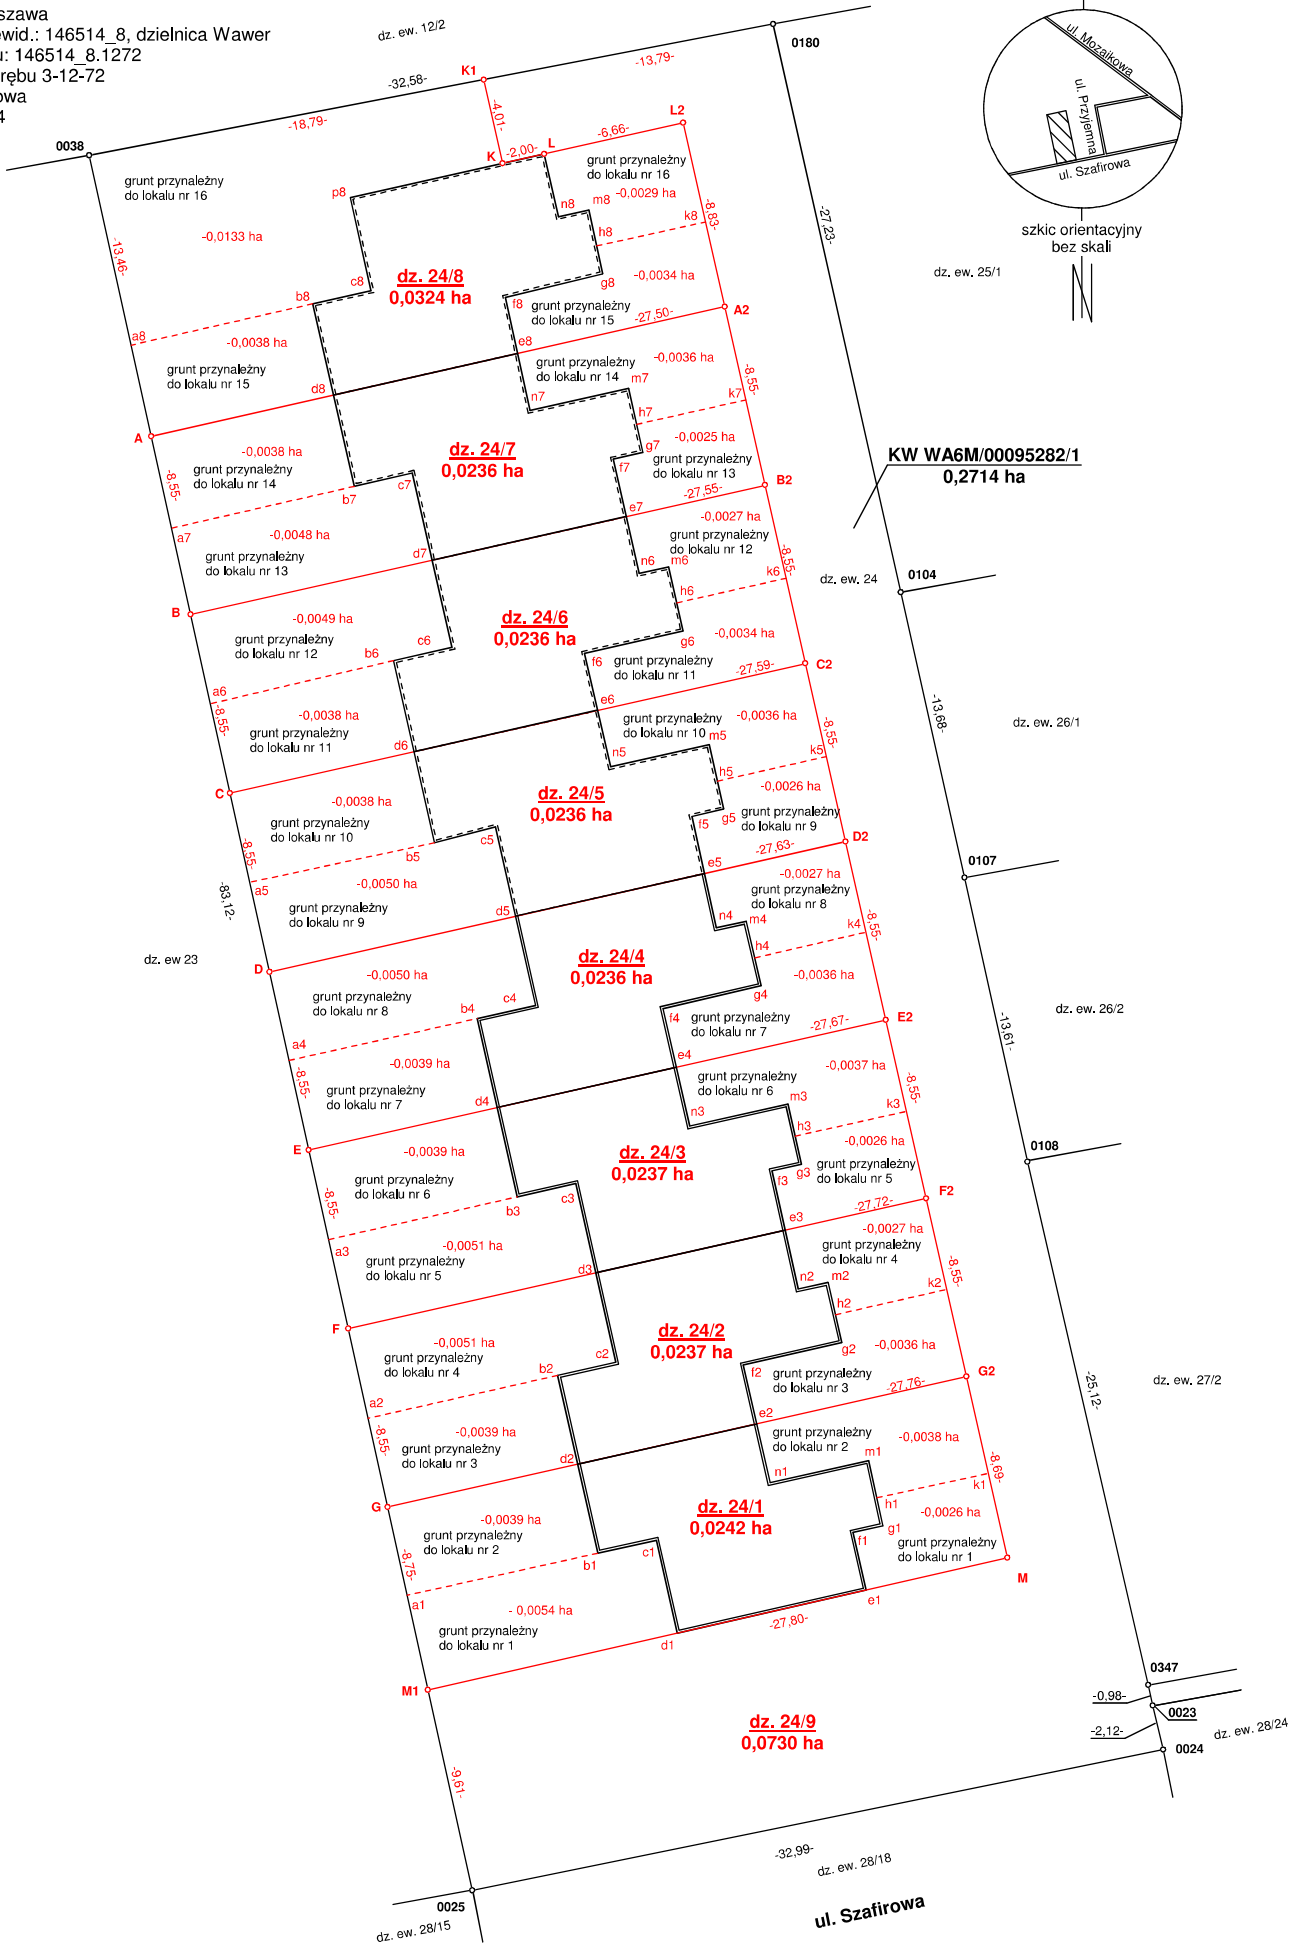 szawa
ewid.: 146514_8, dzielnica Wawer
u: 146514_8.1272
rębu 3-12-72
owa
4
dz. ew. 12/2
0180
-13,79-
K1
-32,58-
-18,79-
-4,01-
0038
L2
-6,66-
L
-2,00-
K
ul. Mozaikowa
ul. Przyjemna
ul. Szafirowa
szkic orientacyjny
bez skali
N
grunt przynależny
do lokalu nr 16
p8
grunt przynależny
do lokalu nr 16
-0,0029 ha
n8
m8
h8
k8
-8,83-
-27,23-
-0,0133 ha
-13,46-
c8
b8
dz. 24/8
0,0324 ha
g8
-0,0034 ha
f8
grunt przynależny
do lokalu nr 15
-27,50-
A2
dz. ew. 25/1
a8
-0,0038 ha
grunt przynależny
do lokalu nr 15
d8
e8
grunt przynależny
do lokalu nr 14
-0,0036 ha
m7
-8,55-
k7
n7
h7
A
-0,0038 ha
grunt przynależny
do lokalu nr 14
-8,55-
dz. 24/7
0,0236 ha
g7
-0,0025 ha
f7
grunt przynależny
do lokalu nr 13
KW WA6M/00095282/1
0,2714 ha
b7
c7
B2
-27,55-
e7
a7
-0,0048 ha
grunt przynależny
do lokalu nr 13
d7
-0,0027 ha
grunt przynależny
do lokalu nr 12
-8,55-
n6
m6
k6
h6
dz. ew. 24
0104
B
-0,0049 ha
grunt przynależny
do lokalu nr 12
c6
b6
dz. 24/6
0,0236 ha
g6
-0,0034 ha
f6
grunt przynależny
do lokalu nr 11
-27,59-
C2
a6
-8,55-
-0,0038 ha
grunt przynależny
do lokalu nr 11
d6
e6
grunt przynależny
do lokalu nr 10
-0,0036 ha
m5
-8,55-
k5
n5
h5
-13,68-
dz. ew. 26/1
C
-0,0038 ha
grunt przynależny
do lokalu nr 10
-8,55-
dz. 24/5
0,0236 ha
-0,0026 ha
g5
f5
grunt przynależny
do lokalu nr 9
b5
c5
D2
-27,63-
e5
0107
a5
-83,12-
-0,0050 ha
grunt przynależny
do lokalu nr 9
d5
-0,0027 ha
grunt przynależny
do lokalu nr 8
-8,55-
n4
m4
k4
h4
dz. ew 23
D
-0,0050 ha
grunt przynależny
do lokalu nr 8
c4
b4
dz. 24/4
0,0236 ha
-0,0036 ha
g4
f4
grunt przynależny
do lokalu nr 7
-27,67-
E2
dz. ew. 26/2
-13,61-
a4
-8,55-
-0,0039 ha
grunt przynależny
do lokalu nr 7
d4
e4
grunt przynależny
do lokalu nr 6
-0,0037 ha
-8,55-
m3
k3
n3
h3
E
-0,0039 ha
grunt przynależny
do lokalu nr 6
-8,55-
c3
b3
dz. 24/3
0,0237 ha
-0,0026 ha
g3
f3
grunt przynależny
do lokalu nr 5
0108
F2
-27,72-
e3
a3
-0,0051 ha
grunt przynależny
do lokalu nr 5
d3
-0,0027 ha
grunt przynależny
do lokalu nr 4
-8,55-
n2
m2
k2
h2
F
-0,0051 ha
grunt przynależny
do lokalu nr 4
c2
b2
dz. 24/2
0,0237 ha
-0,0036 ha
g2
f2
grunt przynależny
do lokalu nr 3
-27,76-
G2
dz. ew. 27/2
-25,12-
a2
-8,55-
-0,0039 ha
grunt przynależny
do lokalu nr 3
d2
e2
grunt przynależny
do lokalu nr 2
-0,0038 ha
m1
-8,69-
k1
n1
h1
G
-0,0039 ha
grunt przynależny
do lokalu nr 2
c1
b1
dz. 24/1
0,0242 ha
-0,0026 ha
g1
f1
grunt przynależny
do lokalu nr 1
M
-8,75-
a1
- 0,0054 ha
grunt przynależny
do lokalu nr 1
e1
-27,80-
d1
M1
0347
-0,98-
0023
-2,12-
dz. ew. 28/24
0024
dz. 24/9
0,0730 ha
-9,61-
-32,99-
dz. ew. 28/18
0025
dz. ew. 28/15
ul. Szafirowa